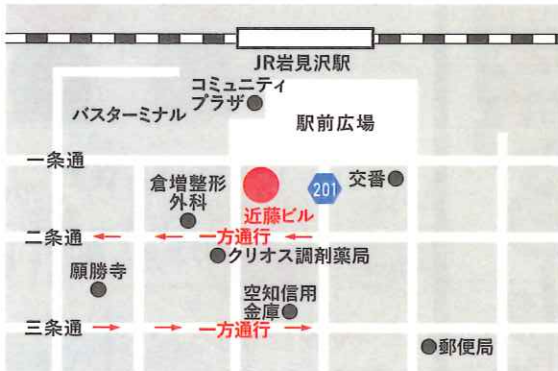 JR岩見沢駅
コミュニティ
プラザ
バスターミナル
駅前広場
一条通
倉増整形
外科
201
交番
近藤ビル
二条通
一方通行
クリオス調剤薬局
願勝寺
空知信用
金庫
三条通
一方通行
郵便局